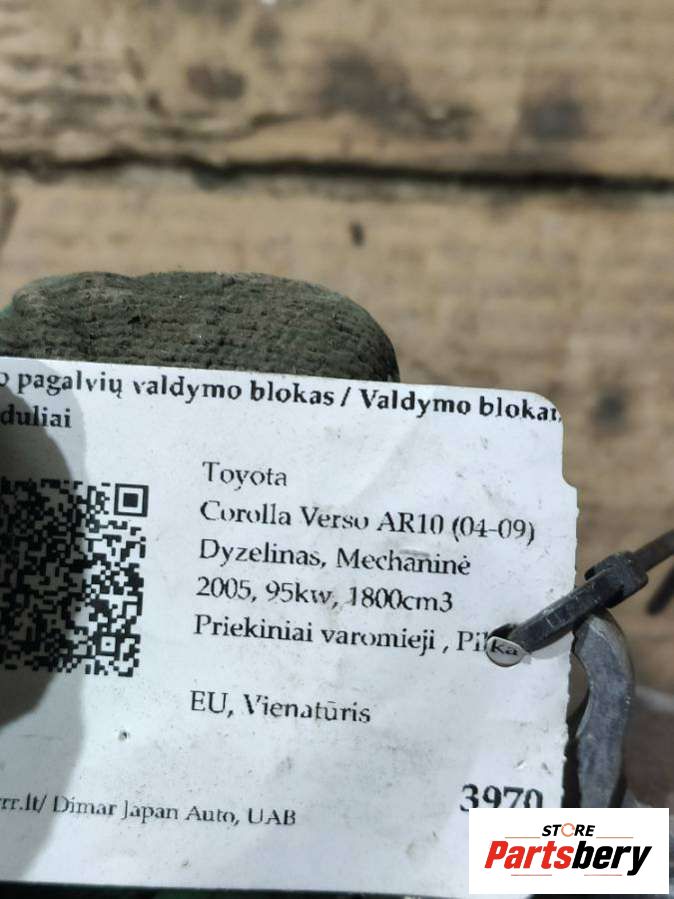 o pagalvių valdymo blokas / Valdymo blokai,
duliai
Toyota
Corolla Verso AR10 (04-09)
Dyzelinas, Mechaninė
2005, 95kw, 1800cm3
Priekiniai varomieji , Pilka
EU, Vienatūris
rrr.lt/ Dimar Japan Auto, UAB
3970
STORE
Partsbery